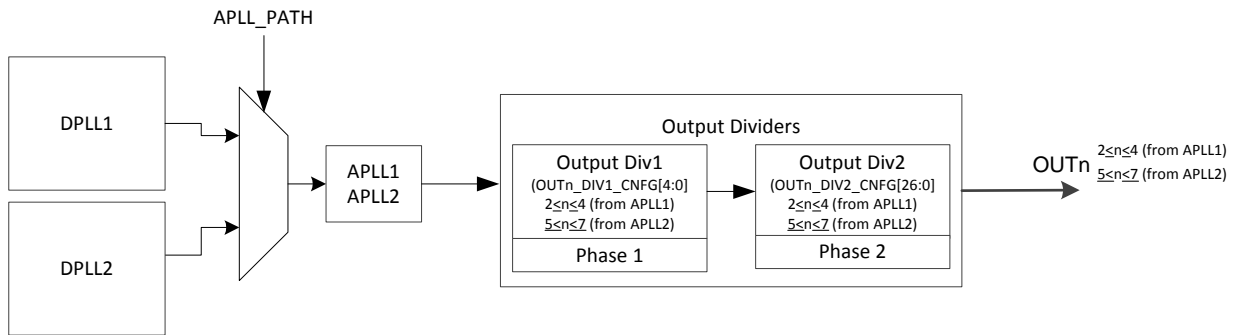 APLL_PATH
DPLL1
DPLL2
APLL1
APLL2
Output Dividers
Output Div1
(OUTn_DIV1_CNFG[4:0]
2≤n≤4 (from APLL1)
5≤n≤7 (from APLL2)
Phase 1
Output Div2
(OUTn_DIV2_CNFG[26:0]
2≤n≤4 (from APLL1)
5≤n≤7 (from APLL2)
Phase 2
OUTn
2≤n≤4 (from APLL1)
5≤n≤7 (from APLL2)